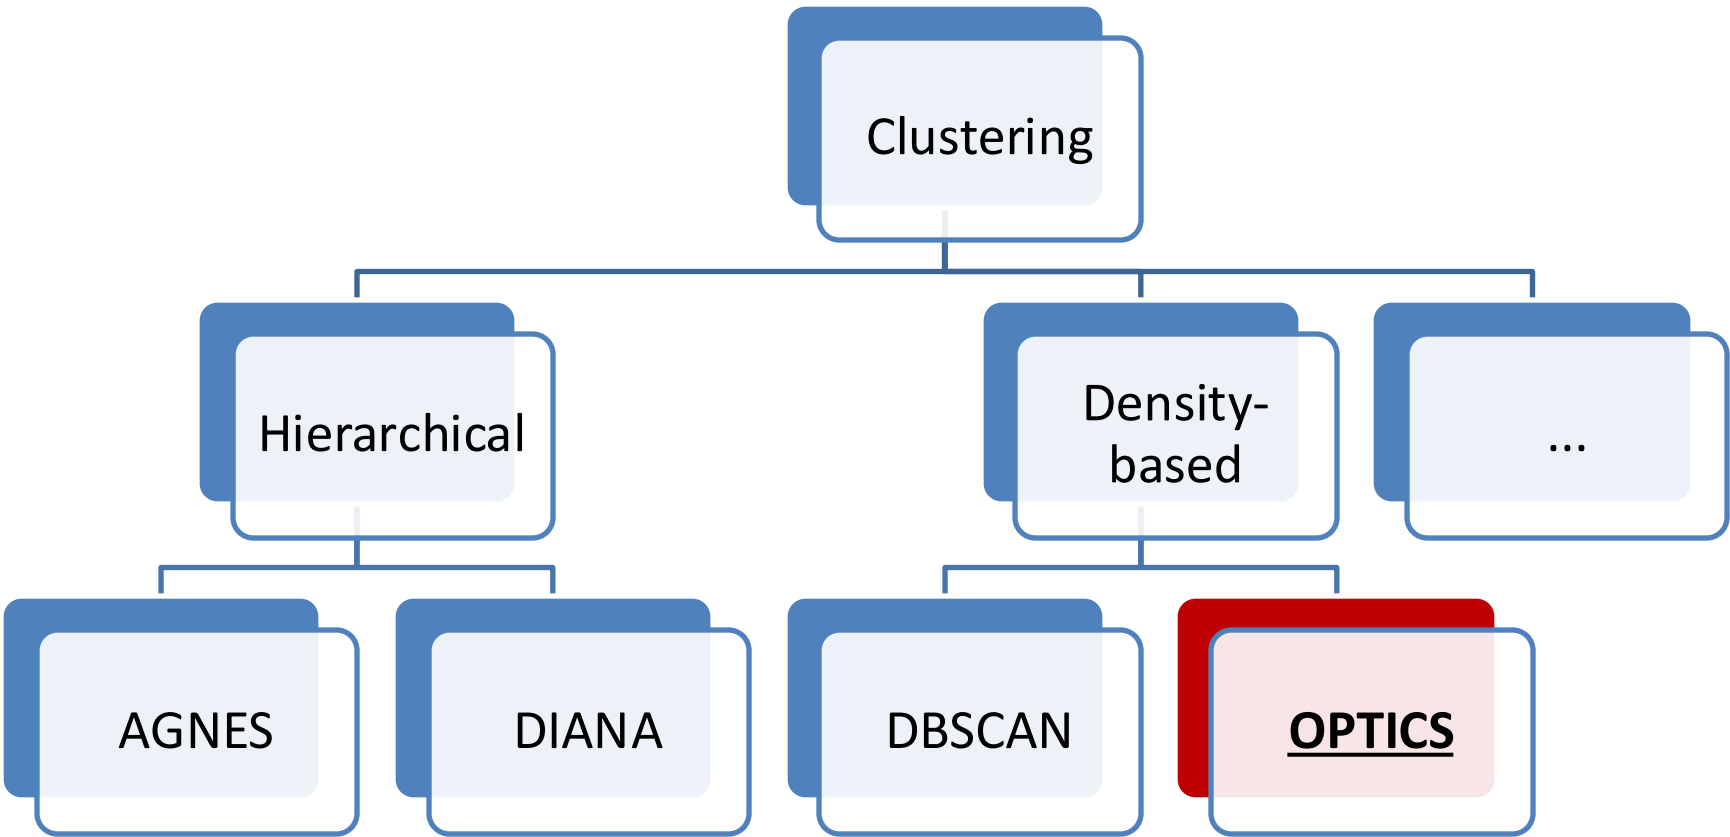 Clustering
Hierarchical
Density-
based
...
AGNES
DIANA
DBSCAN
OPTICS